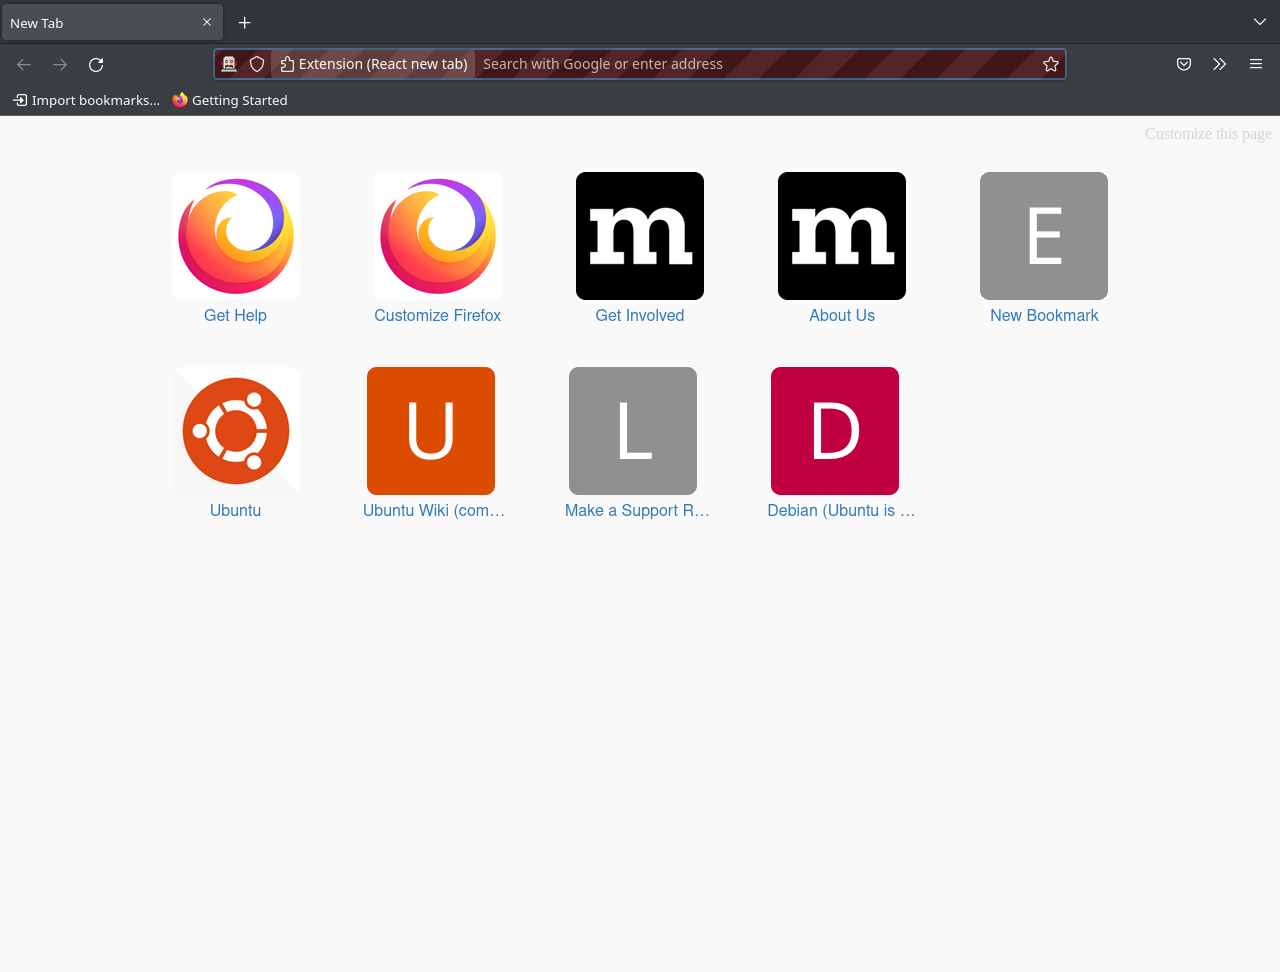 New Tab
Extension (React new tab) Search with Google or enter address
Import bookmarks... Getting Started
Customize this page
m m E
Get Help Customize Firefox Get Involved About Us New Bookmark
U L D
Ubuntu Ubuntu Wiki (com... Make a Support R... Debian (Ubuntu is ...